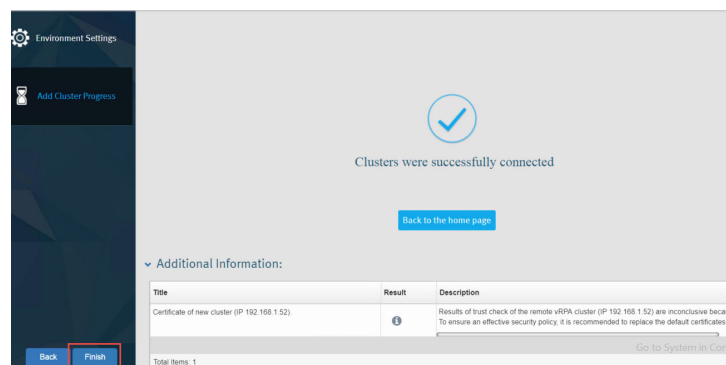 Environment Settings
Add Cluster Progress
Clusters were successfully connected
Back to the home page
Additional Information:
Title Result Description
Certificate of new cluster (IP 192.168.1.52). Results of trust check of the remote vRPA cluster (IP 192.168.1.52) are inconclusive
To ensure an effective security policy, it is recommended to replace the default certificates
Go to System in
Back Finish
Total items: 1